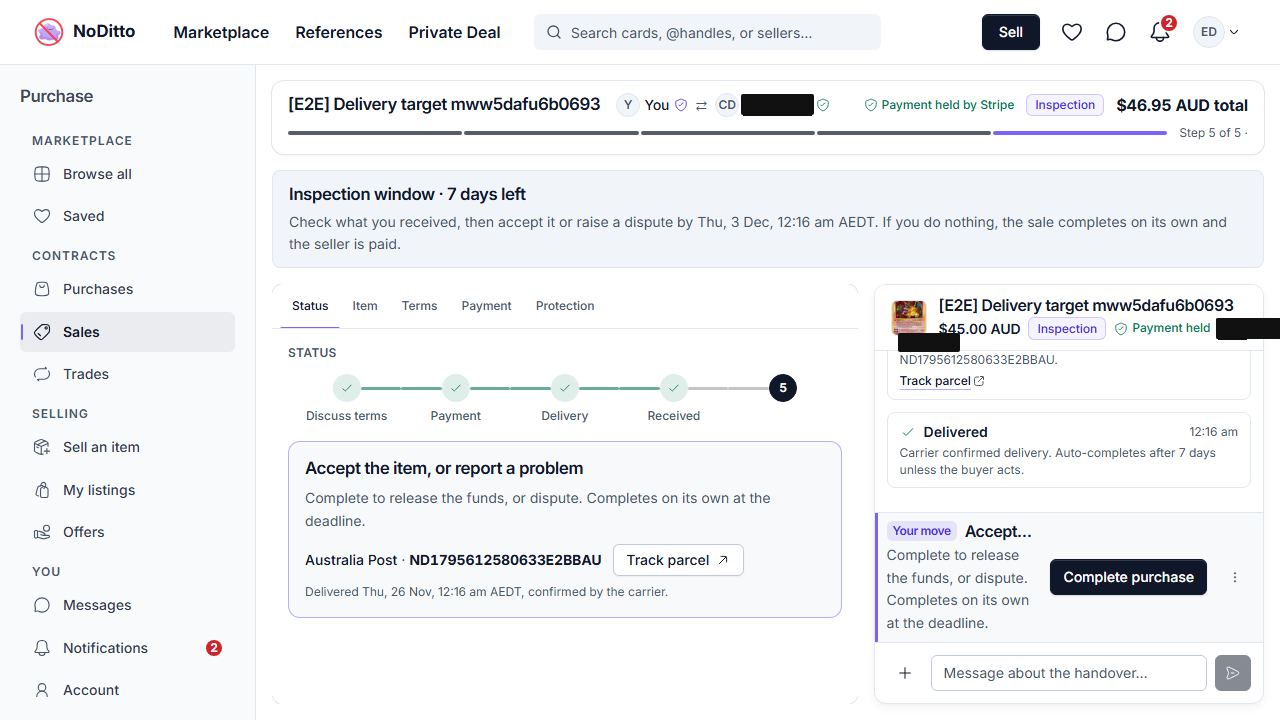 NoDitto
Marketplace
References
Private Deal
Search cards, @handles, or sellers...
Sell
2
ED
Purchase
MARKETPLACE
Browse all
Saved
CONTRACTS
Purchases
Sales
Trades
SELLING
Sell an item
My listings
Offers
YOU
Messages
Notifications 2
Account
[E2E] Delivery target mww5dafu6b0693
Y You
CD
Payment held by Stripe
Inspection
$46.95 AUD total
Step 5 of 5 ·
Inspection window · 7 days left
Check what you received, then accept it or raise a dispute by Thu, 3 Dec, 12:16 am AEDT. If you do nothing, the sale completes on its own and
the seller is paid.
Status
Item
Terms
Payment
Protection
STATUS
5
Discuss terms
Payment
Delivery
Received
Accept the item, or report a problem
Complete to release the funds, or dispute. Completes on its own at the
deadline.
Australia Post · ND1795612580633E2BBAU
Track parcel
Delivered Thu, 26 Nov, 12:16 am AEDT, confirmed by the carrier.
[E2E] Delivery target mww5dafu6b0693
$45.00 AUD
Inspection
Payment held
ND1795612580633E2BBAU.
Track parcel
Delivered
12:16 am
Carrier confirmed delivery. Auto-completes after 7 days
unless the buyer acts.
Your move
Accept...
Complete to release
the funds, or dispute.
Completes on its own
at the deadline.
Complete purchase
Message about the handover...